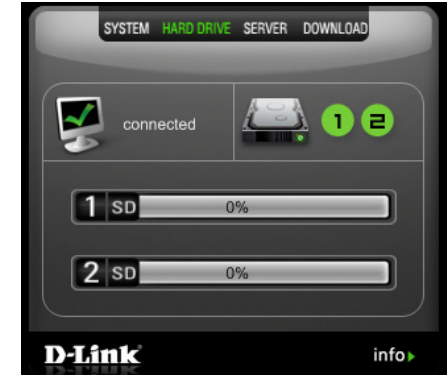 SYSTEM HARD DRIVE SERVER DOWNLOAD
connected 1 2
1 SD 0%
2 SD 0%
D-Link info